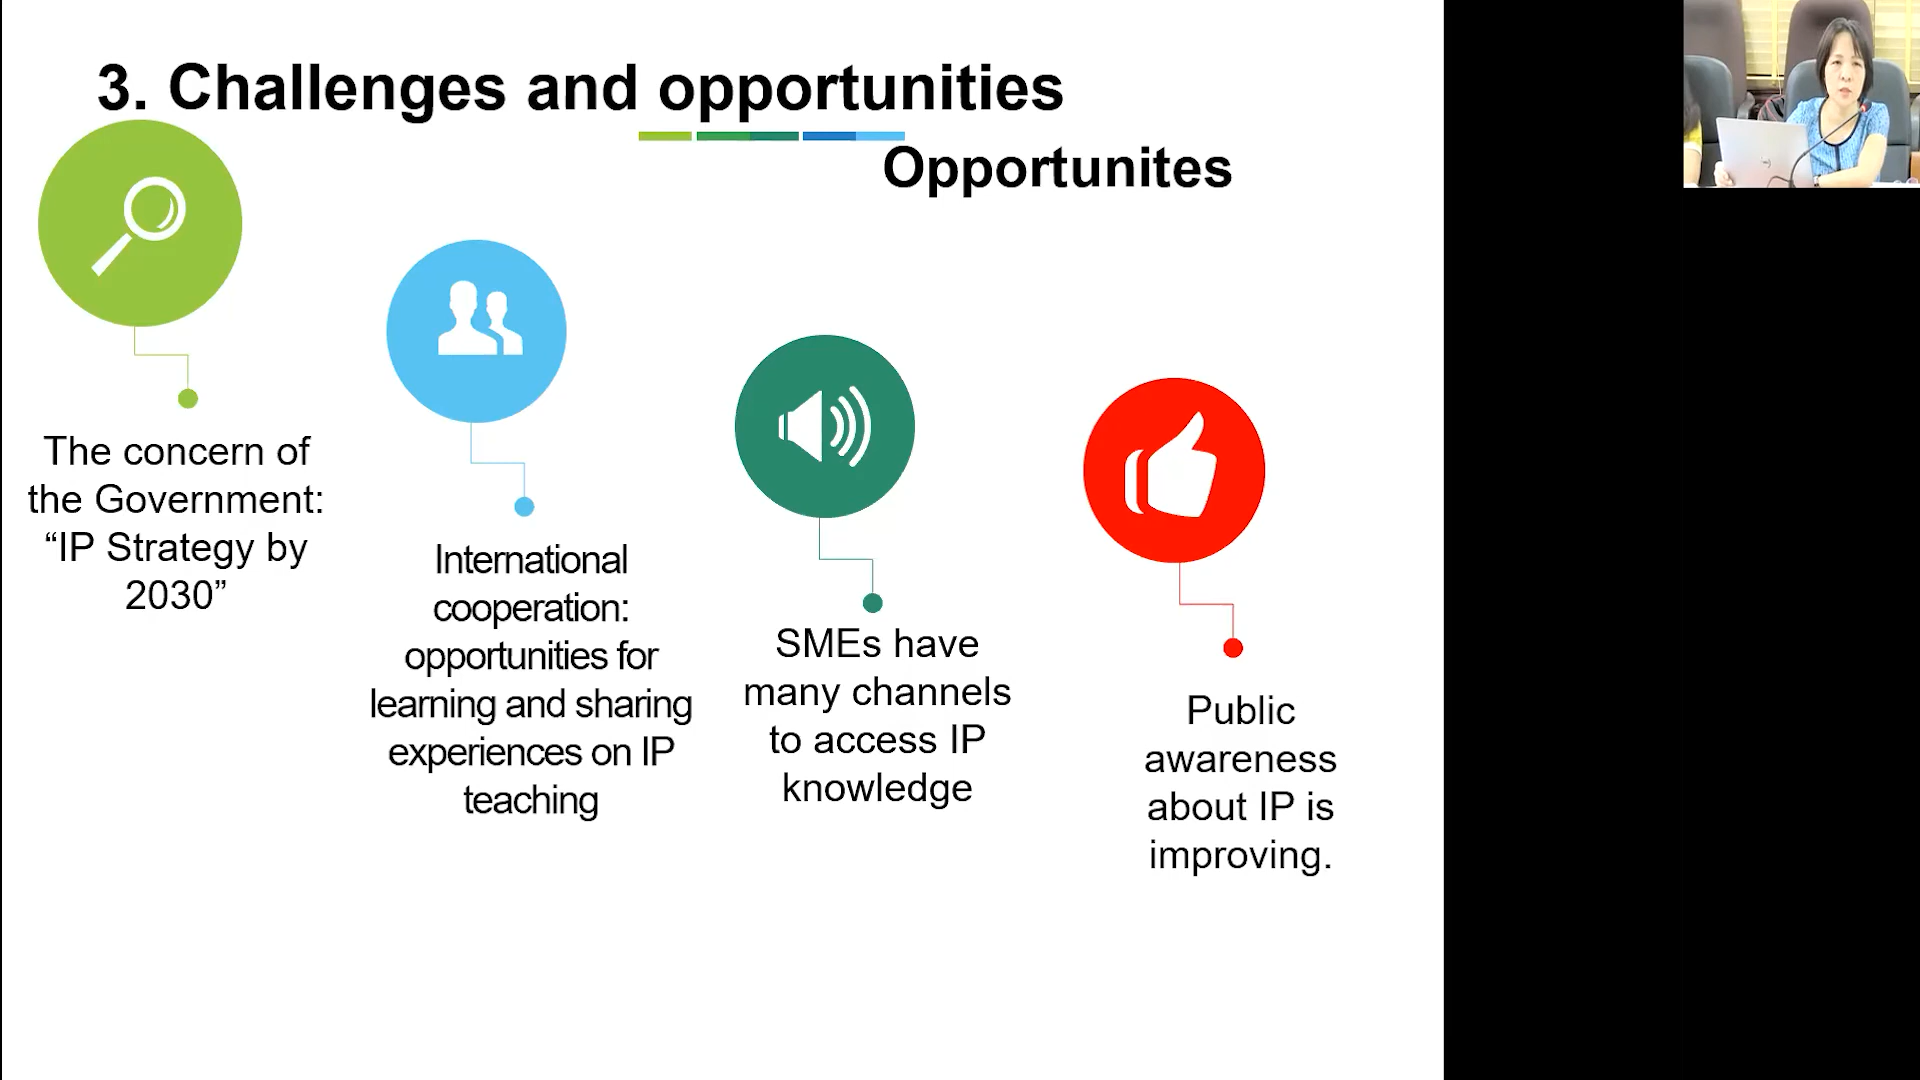 3. Challenges and opportunities
Opportunites
The concern of
the Government:
“IP Strategy by
2030”
International
cooperation:
opportunities for
learning and sharing
experiences on IP
teaching
SMEs have
many channels
to access IP
knowledge
Public
awareness
about IP is
improving.